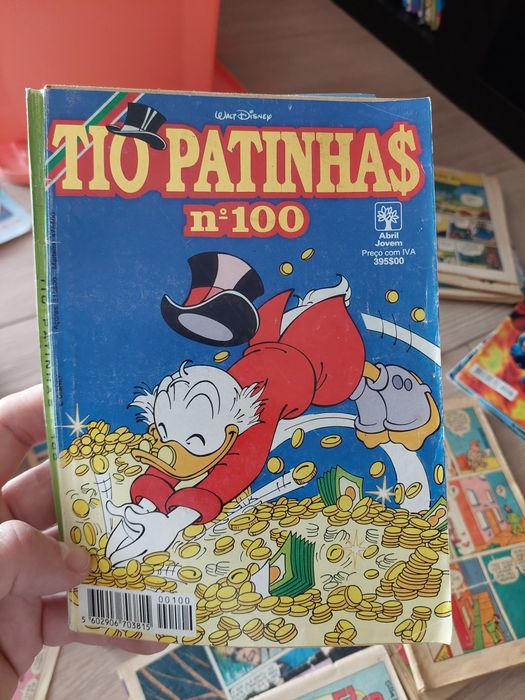 Walt Disney
TIO PATINHA$
nº100
Abril
Jovem
Preço com IVA
395$00
00100
5 602906 703815